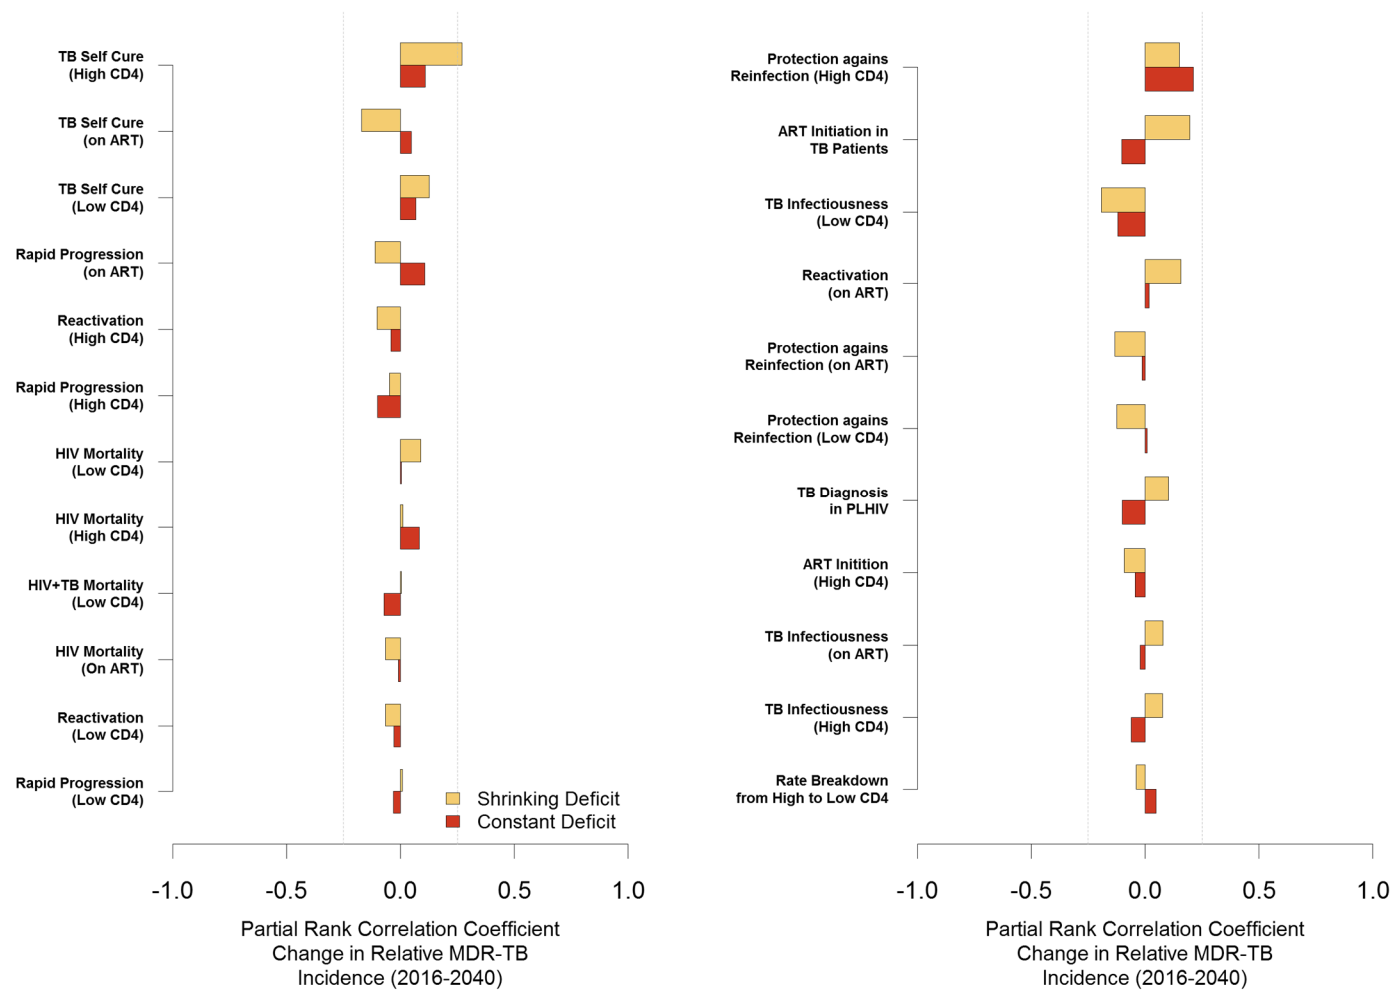 TB Self Cure
(High CD4)
TB Self Cure
(on ART)
TB Self Cure
(Low CD4)
Rapid Progression
(on ART)
Reactivation
(High CD4)
Rapid Progression
(High CD4)
HIV Mortality
(Low CD4)
HIV Mortality
(High CD4)
HIV+TB Mortality
(Low CD4)
HIV Mortality
(On ART)
Reactivation
(Low CD4)
Rapid Progression
(Low CD4)
Shrinking Deficit
Constant Deficit
-1.0 -0.5 0.0 0.5 1.0
Partial Rank Correlation Coefficient
Change in Relative MDR-TB
Incidence (2016-2040)
Protection agains
Reinfection (High CD4)
ART Initiation in
TB Patients
TB Infectiousness
(Low CD4)
Reactivation
(on ART)
Protection agains
Reinfection (on ART)
Protection agains
Reinfection (Low CD4)
TB Diagnosis
in PLHIV
ART Initition
(High CD4)
TB Infectiousness
(on ART)
TB Infectiousness
(High CD4)
Rate Breakdown
from High to Low CD4
-1.0 -0.5 0.0 0.5 1.0
Partial Rank Correlation Coefficient
Change in Relative MDR-TB
Incidence (2016-2040)